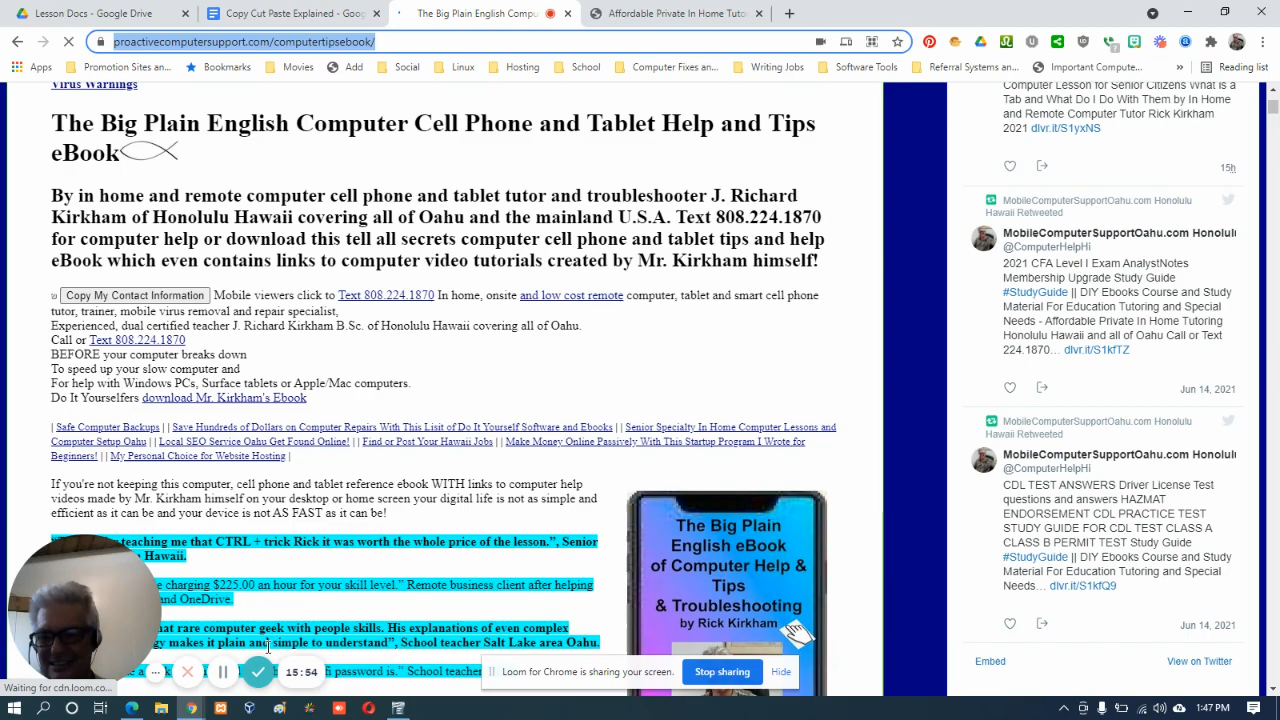 Google Docs
Copy Cut Paste Explained - Goog
The Big Plain English Compu
Affordable Private In Home Tuto
proactivecomputersupport.com/computertipsebook/
Apps
Promotion Sites an...
Bookmarks
Movies
Add
Social
Linux
Hosting
School
Computer Fixes an...
Writing Jobs
Software Tools
Referral Systems an...
Important Compute...
»
Reading list
Virus Warnings
The Big Plain English Computer Cell Phone and Tablet Help and Tips
eBook
By in home and remote computer cell phone and tablet tutor and troubleshooter J. Richard
Kirkham of Honolulu Hawaii covering all of Oahu and the mainland U.S.A. Text 808.224.1870
for computer help or download this tell all secrets computer cell phone and tablet tips and help
eBook which even contains links to computer video tutorials created by Mr. Kirkham himself!
Copy My Contact Information Mobile viewers click to Text 808.224.1870 In home, onsite and low cost remote computer, tablet and smart cell phone
tutor, trainer, mobile virus removal and repair specialist,
Experienced, dual certified teacher J. Richard Kirkham B.Sc. of Honolulu Hawaii covering all of Oahu.
Call or Text 808.224.1870
BEFORE your computer breaks down
To speed up your slow computer and
For help with Windows PCs, Surface tablets or Apple/Mac computers.
Do It Yourselfers download Mr. Kirkham's Ebook
| Safe Computer Backups | | Save Hundreds of Dollars on Computer Repairs With This Lisit of Do It Yourself Software and Ebooks | | Senior Specialty In Home Computer Lessons and
Computer Setup Oahu | | Local SEO Service Oahu Get Found Online! | | Find or Post Your Hawaii Jobs | | Make Money Online Passively With This Startup Program I Wrote for
Beginners! | | My Personal Choice for Website Hosting |
If you're not keeping this computer, cell phone and tablet reference ebook WITH links to computer help
videos made by Mr. Kirkham himself on your desktop or home screen your digital life is not as simple and
efficient as it can be and your device is not AS FAST as it can be!
teaching me that CTRL + trick Rick it was worth the whole price of the lesson.", Senior
Hawaii.
charging $225.00 an hour for your skill level." Remote business client after helping
and OneDrive.
that rare computer geek with people skills. His explanations of even complex
makes it plain and simple to understand", School teacher Salt Lake area Oahu.
password is." School teacher
The Big Plain
English eBook
of Computer Help &
Tips
& Troubleshooting
by Rick Kirkham
15:54
Loom for Chrome is sharing your screen.
Stop sharing
Hide
Waiting for cdn.loom.co...
Computer Lesson for Senior Citizens What is a
Tab and What Do I Do With Them by In Home
and Remote Computer Tutor Rick Kirkham
2021 dlvr.it/S1yxNS
15h
MobileComputerSupportOahu.com Honolulu
Hawaii Retweeted
MobileComputerSupportOahu.com Honolulu
@ComputerHelpHi
2021 CFA Level I Exam AnalystNotes
Membership Upgrade Study Guide
#StudyGuide || DIY Ebooks Course and Study
Material For Education Tutoring and Special
Needs - Affordable Private In Home Tutoring
Honolulu Hawaii and all of Oahu Call or Text
224.1870… dlvr.it/S1kfTZ
Jun 14, 2021
MobileComputerSupportOahu.com Honolulu
Hawaii Retweeted
MobileComputerSupportOahu.com Honolulu
@ComputerHelpHi
CDL TEST ANSWERS Driver License Test
questions and answers HAZMAT
ENDORSEMENT CDL PRACTICE TEST
STUDY GUIDE FOR CDL TEST CLASS A
CLASS B PERMIT TEST Study Guide
#StudyGuide || DIY Ebooks Course and Study
Material For Education Tutoring and Special
Needs… dlvr.it/S1kfQ9
Jun 14, 2021
Embed
View on Twitter
1:47 PM